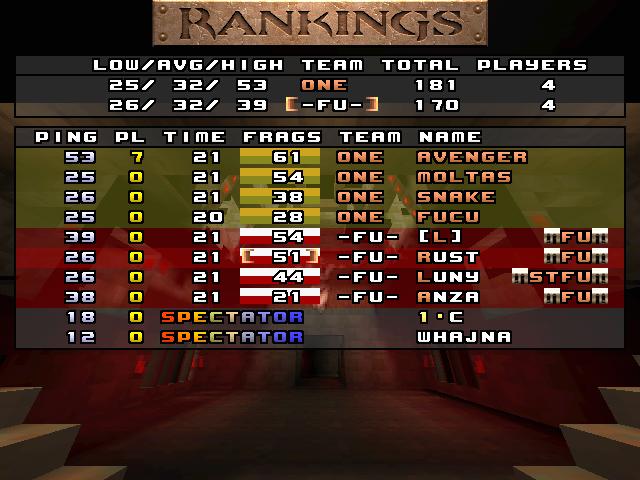 RANKINGS
LOW/AVG/HIGH TEAM TOTAL PLAYERS
25/ 32/ 53 ONE 181 4
26/ 32/ 39 [-FU-] 170 4
PING PL TIME FRAGS TEAM NAME
53 7 21 61 ONE AVENGER
25 0 21 54 ONE MOLTAS
26 0 21 38 ONE SNAKE
25 0 20 28 ONE FUCU
39 0 21 54 -FU- [L] FU
26 0 21 [51] -FU- RUST FU
26 0 21 44 -FU- LUNY STFU
38 0 21 21 -FU- ANZA FU
18 0 SPECTATOR 1·C
12 0 SPECTATOR WHAJNA